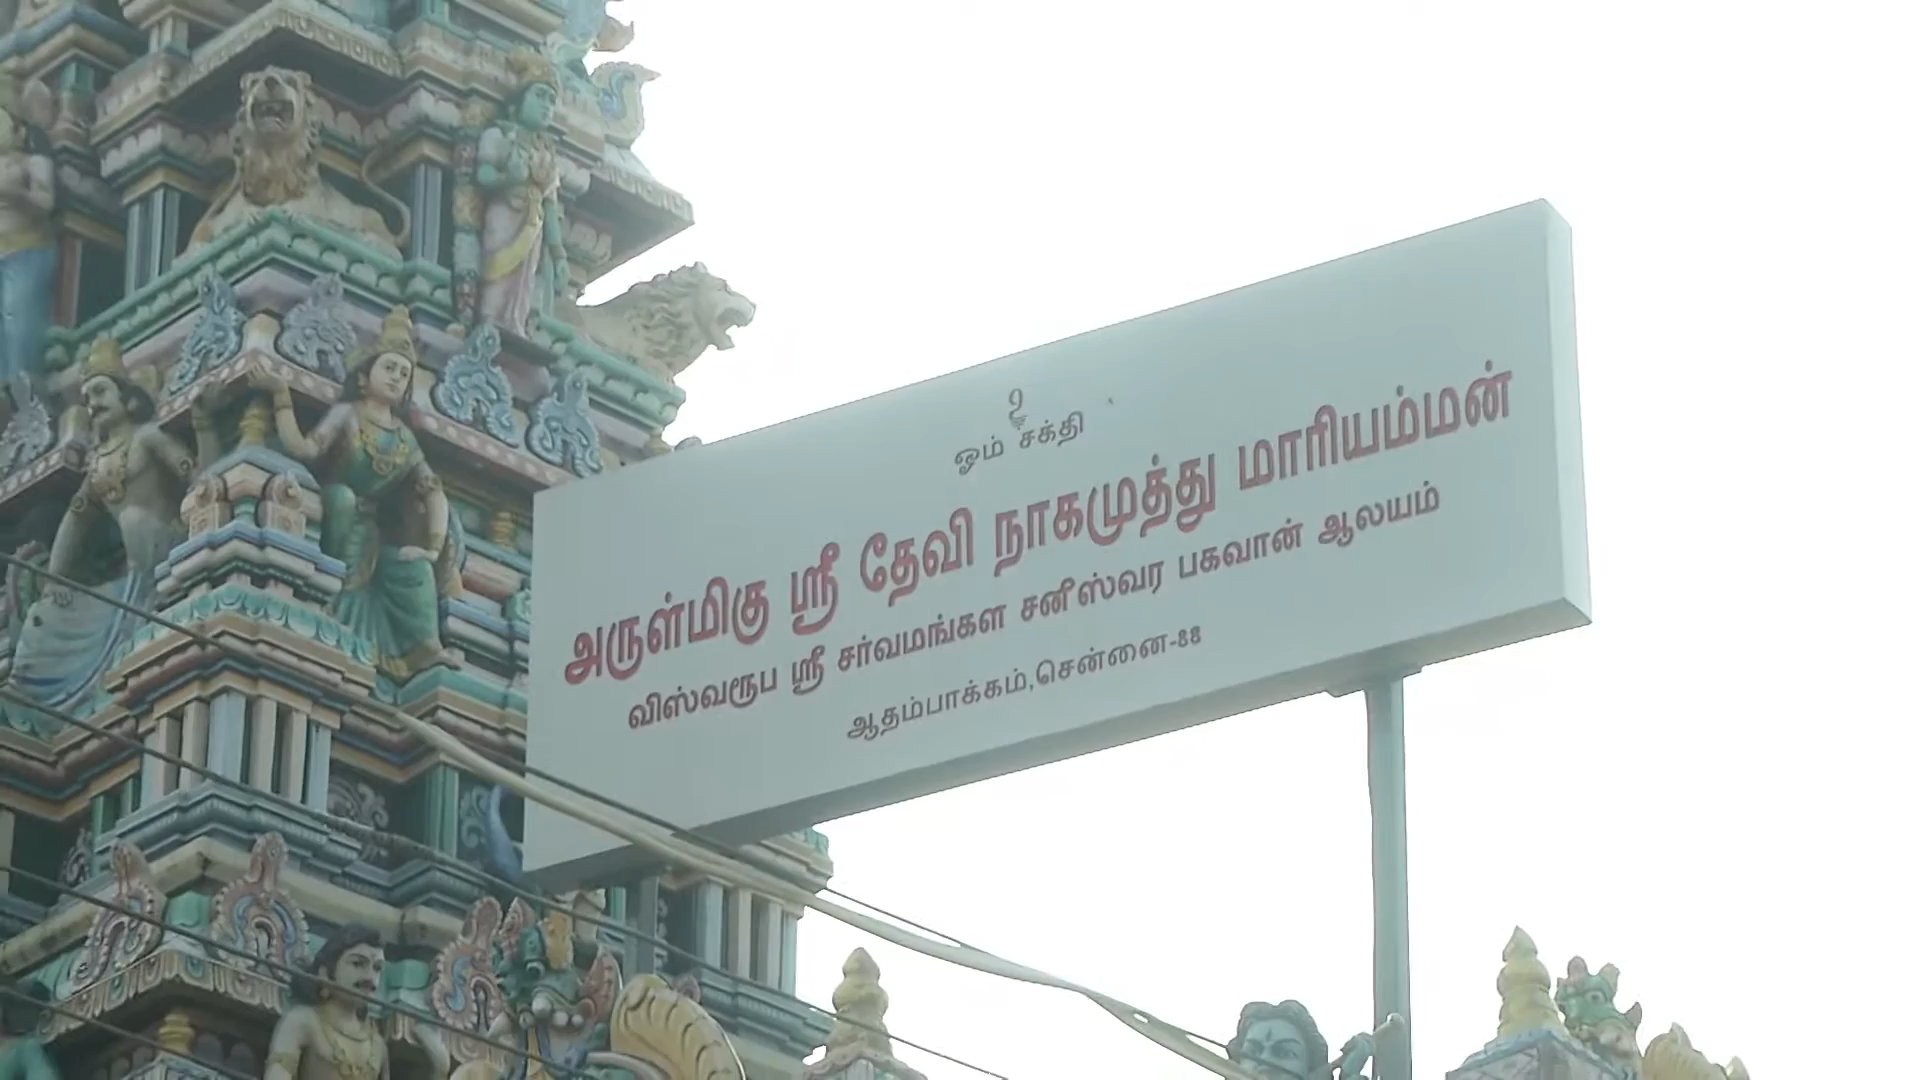 உ
ஓம் சக்தி
அருள்மிகு ஸ்ரீ தேவி நாகமுத்து மாரியம்மன்
விஸ்வரூப ஸ்ரீ சர்வமங்கள சனீஸ்வர பகவான் ஆலயம்
ஆதம்பாக்கம்,சென்னை-88